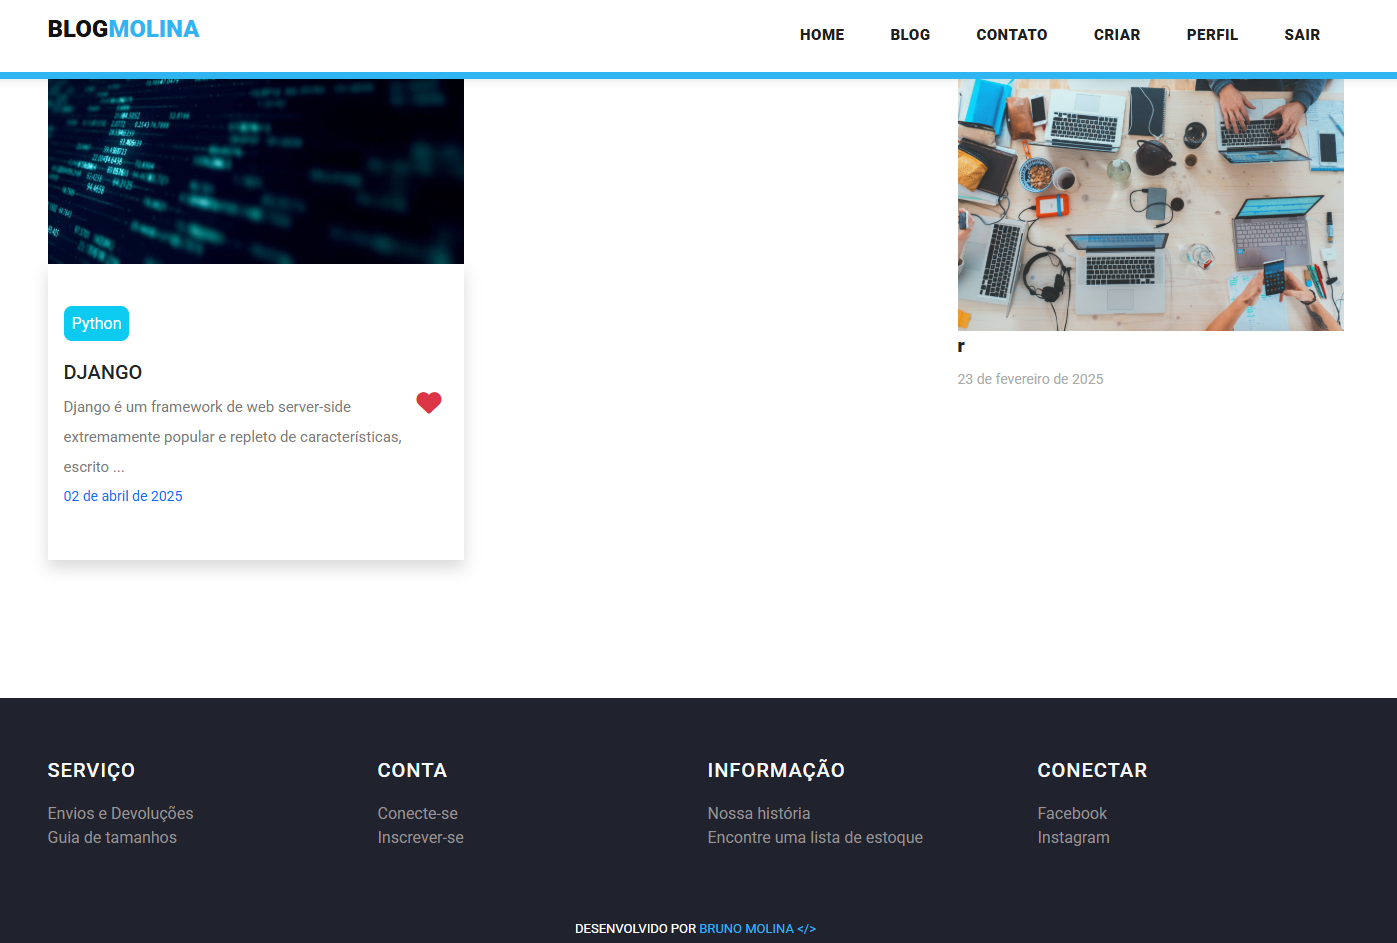 BLOGMOLINA
HOME BLOG CONTATO CRIAR PERFIL SAIR
Python
DJANGO
Django é um framework de web server-side
extremamente popular e repleto de características,
escrito ...
02 de abril de 2025
r
23 de fevereiro de 2025
SERVIÇO
Envios e Devoluções
Guia de tamanhos
CONTA
Conecte-se
Inscrever-se
INFORMAÇÃO
Nossa história
Encontre uma lista de estoque
CONECTAR
Facebook
Instagram
DESENVOLVIDO POR BRUNO MOLINA </>